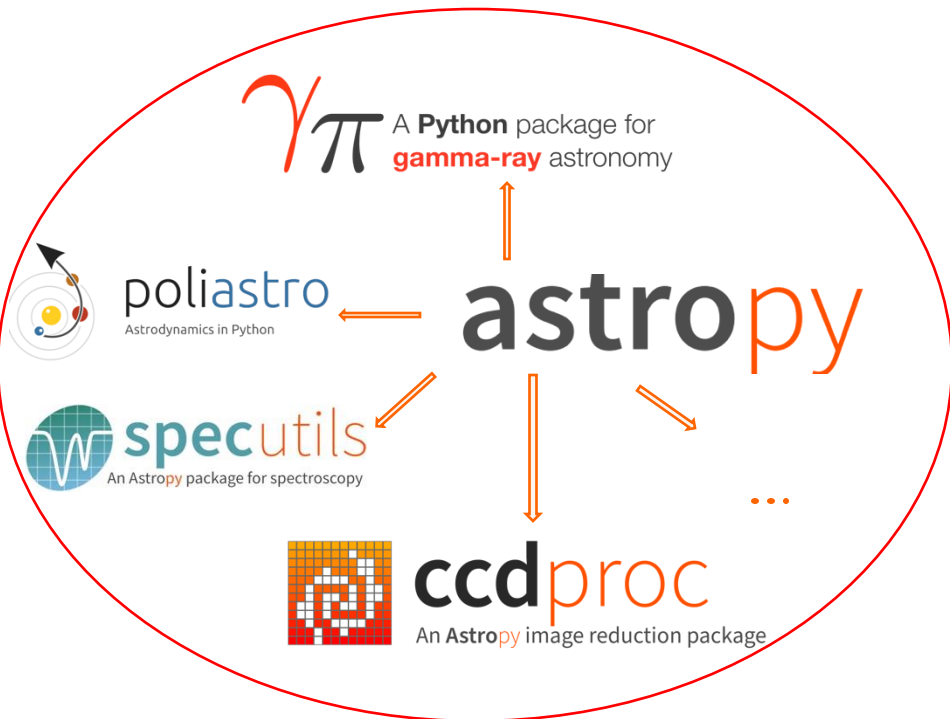 γπ
A Python package for
gamma-ray astronomy
poliastro
Astrodynamics in Python
astropy
specutils
An Astropy package for spectroscopy
...
ccdproc
An Astropy image reduction package